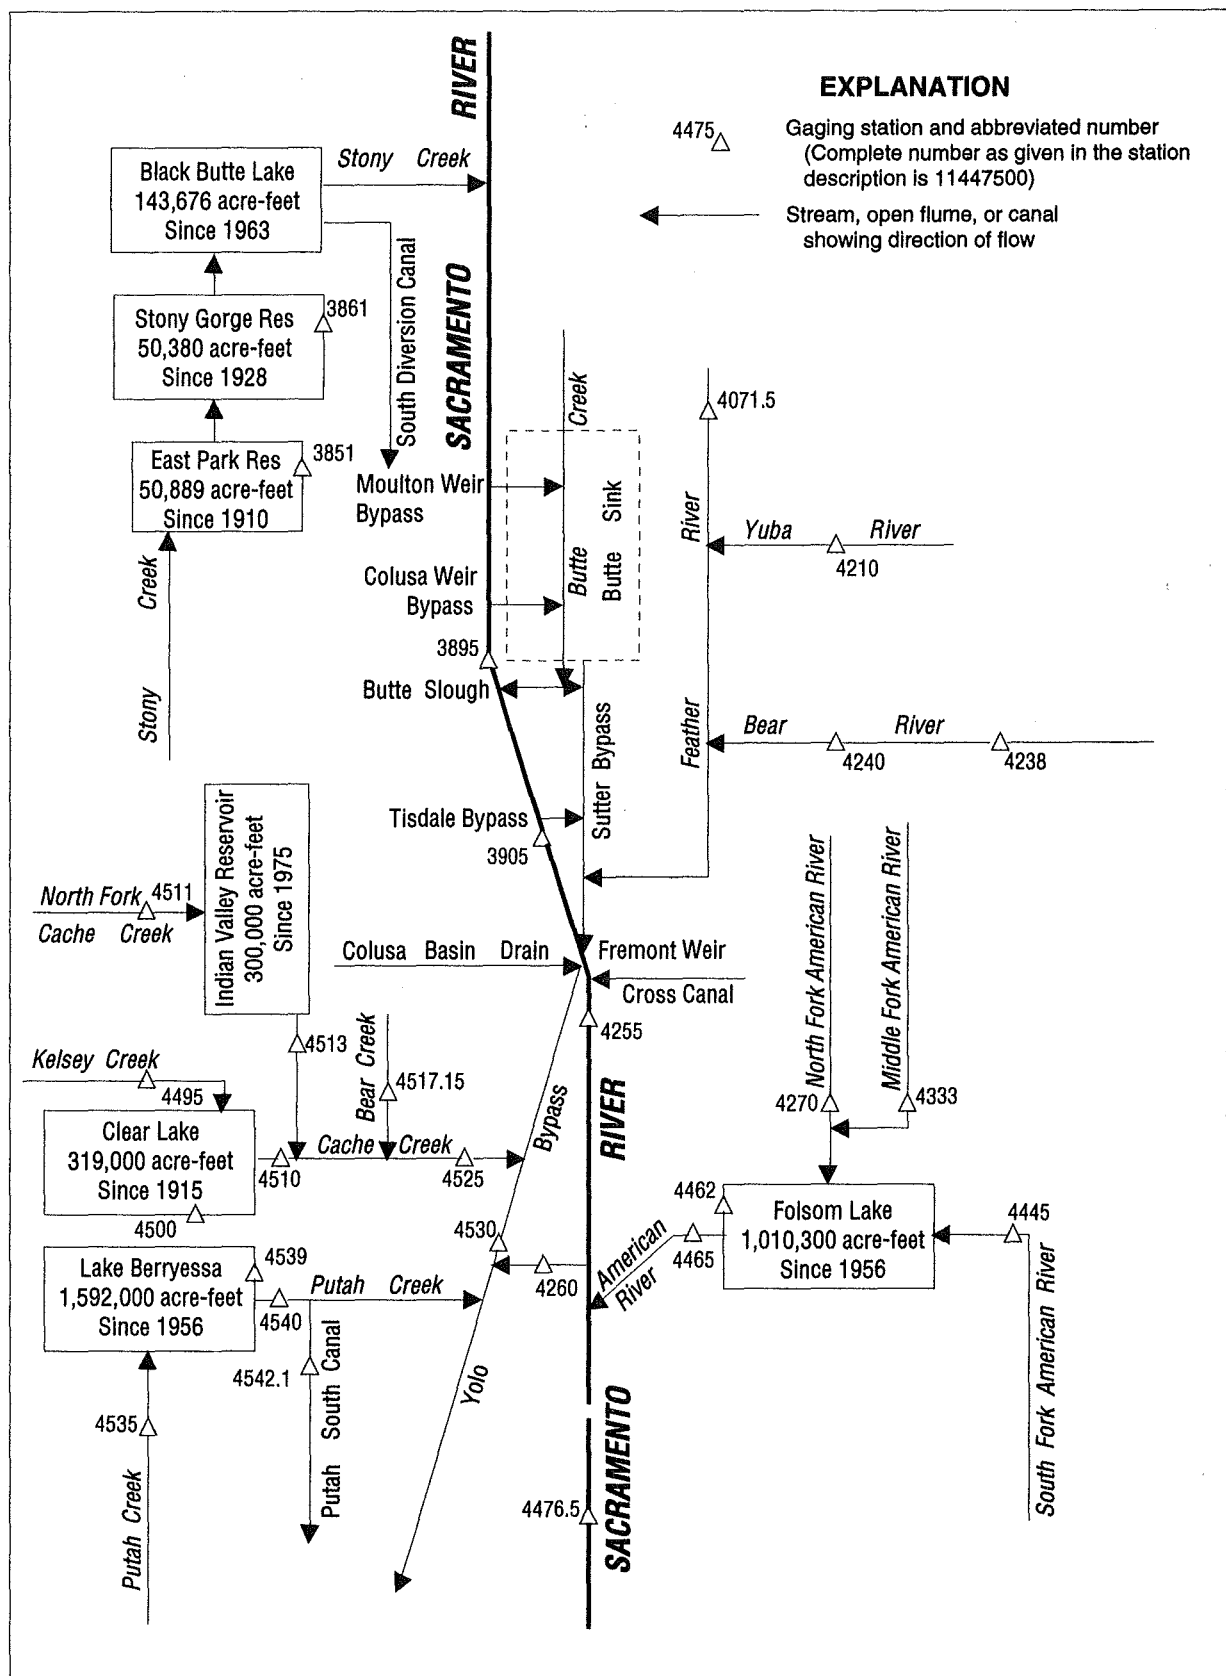 EXPLANATION
4475
Gaging station and abbreviated number
(Complete number as given in the station
description is 11447500)
Stream, open flume, or canal
showing direction of flow
RIVER
SACRAMENTO
Stony Creek
Black Butte Lake
143,676 acre-feet
Since 1963
South Diversion Canal
Stony Gorge Res
50,380 acre-feet
Since 1928
3861
East Park Res
50,889 acre-feet
Since 1910
3851
Stony Creek
Moulton Weir
Bypass
Colusa Weir
Bypass
Creek
Butte
Butte Sink
3895
Butte Slough
Sutter Bypass
Tisdale Bypass
3905
4071.5
River
Feather
Yuba River
4210
Bear River
4240
4238
Indian Valley Reservoir
300,000 acre-feet
Since 1975
North Fork
4511
Cache Creek
Colusa Basin Drain
Fremont Weir
Cross Canal
4255
4513
Bear Creek
4517.15
Kelsey Creek
4495
Clear Lake
319,000 acre-feet
Since 1915
4500
4510
Cache Creek
4525
Bypass
Yolo
4530
4260
RIVER
SACRAMENTO
North Fork American River
Middle Fork American River
4270
4333
4462
4465
Folsom Lake
1,010,300 acre-feet
Since 1956
4445
South Fork American River
American
River
Lake Berryessa
1,592,000 acre-feet
Since 1956
4539
4540
Putah Creek
4542.1
Putah South Canal
4535
Putah Creek
4476.5